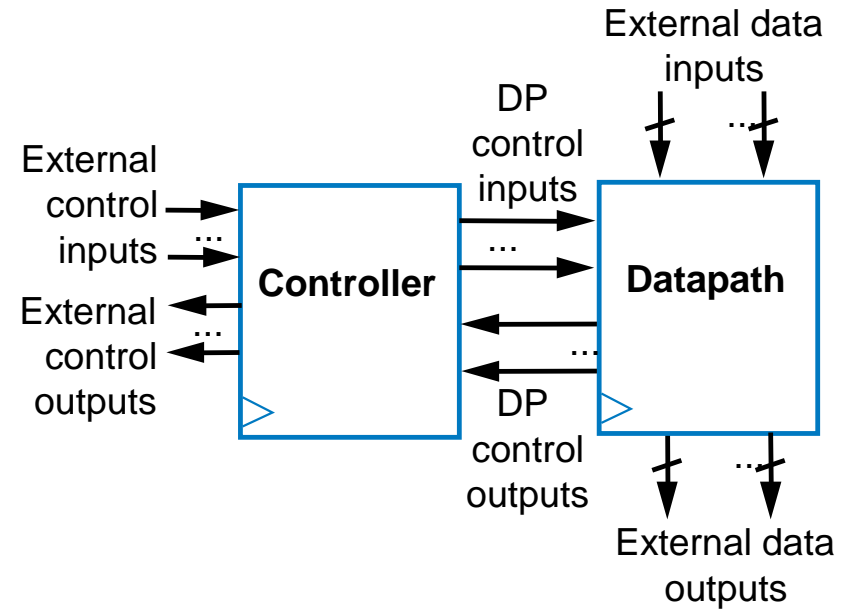 External data
inputs
DP
control
inputs
External
control
inputs
...
...
...
Controller
Datapath
External
control
outputs
...
...
DP
control
outputs
...
External data
outputs